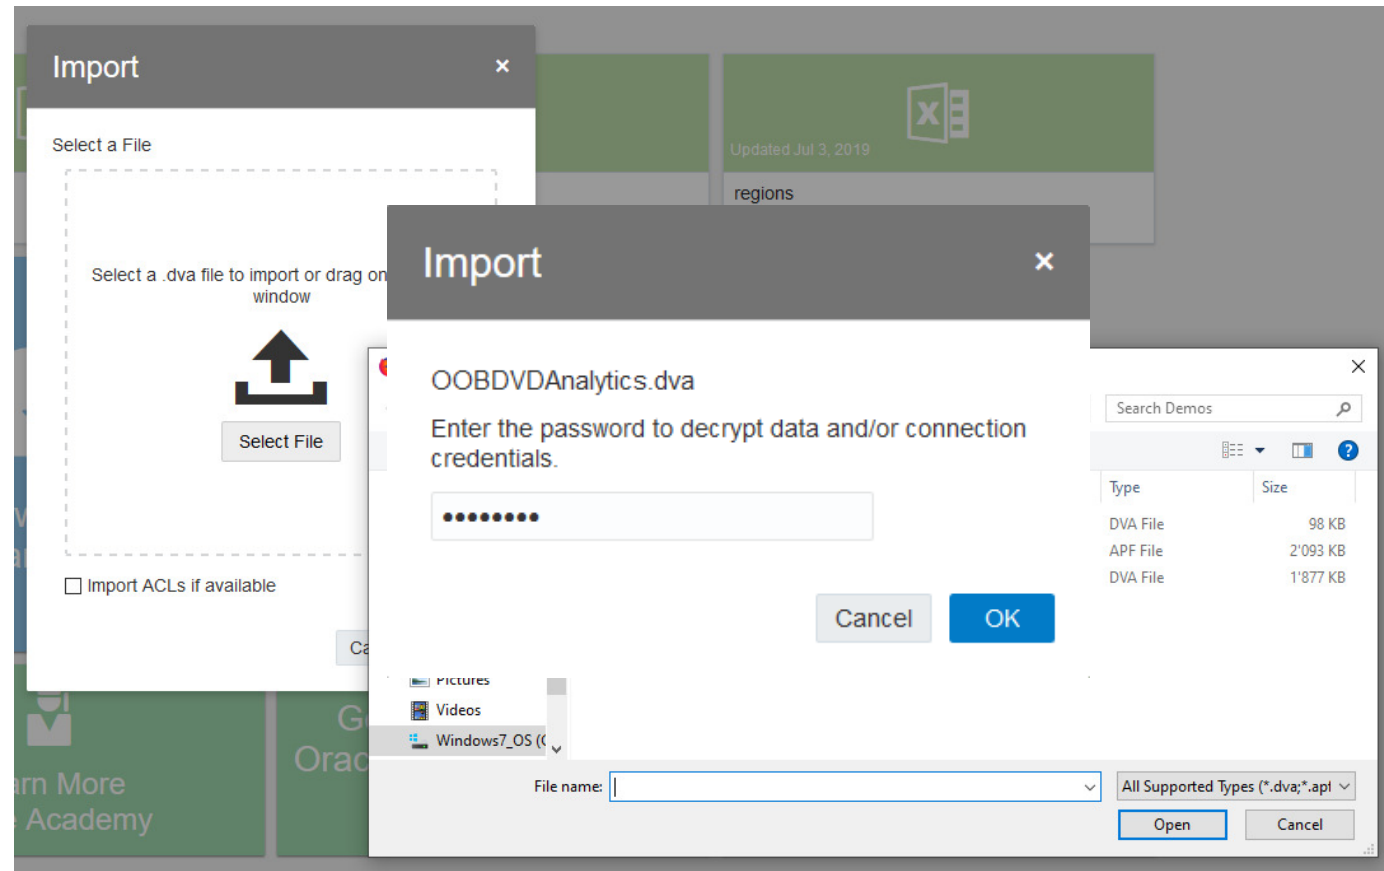 Import
Select a File
Updated Jul 3, 2019
regions
Select a .dva file to import or drag on
window
Select File
Import ACLs if available
Import
OOBDVDAnalytics.dva
Enter the password to decrypt data and/or connection
credentials.
••••••••
Cancel
OK
Search Demos
Type Size
DVA File 98 KB
APF File 2'093 KB
DVA File 1'877 KB
Pictures
Videos
Windows7_OS (
File name:
All Supported Types (*.dva;*.apf
Open
Cancel
More
Academy